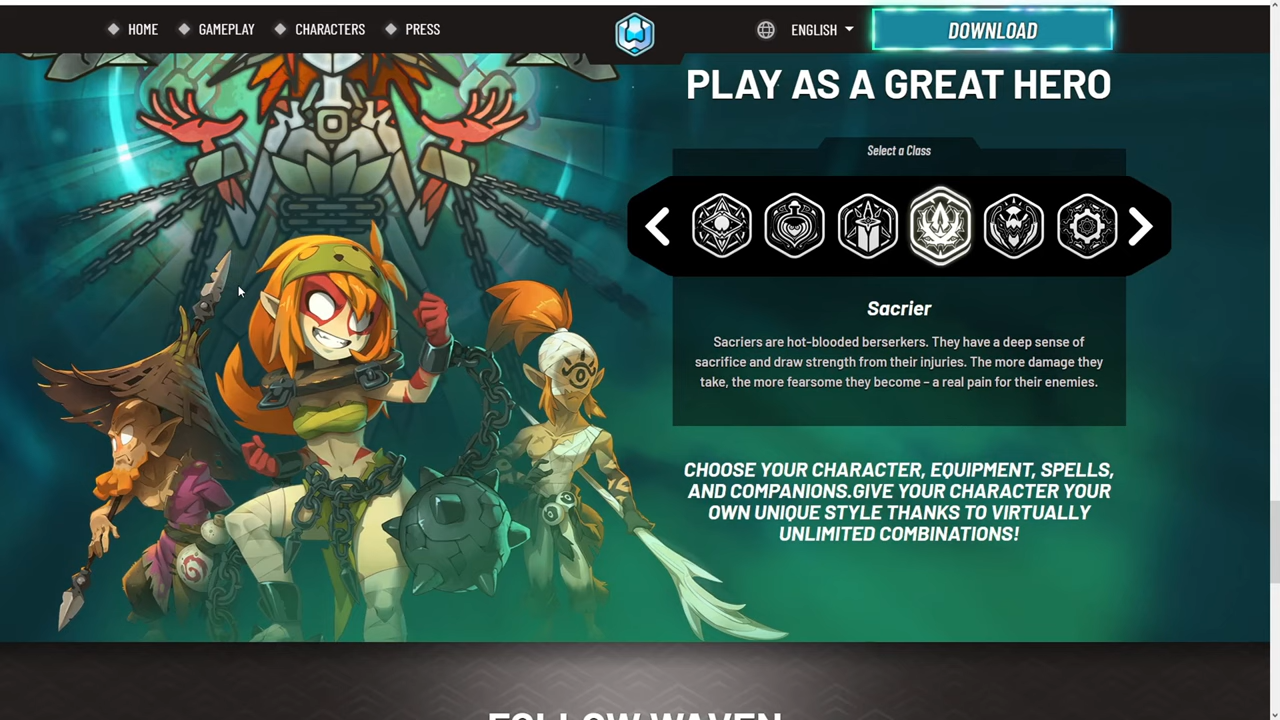 HOME
GAMEPLAY
CHARACTERS
PRESS
ENGLISH
DOWNLOAD
PLAY AS A GREAT HERO
Select a Class
Sacrier
Sacriers are hot-blooded berserkers. They have a deep sense of
sacrifice and draw strength from their injuries. The more damage they
take, the more fearsome they become – a real pain for their enemies.
CHOOSE YOUR CHARACTER, EQUIPMENT, SPELLS,
AND COMPANIONS.GIVE YOUR CHARACTER YOUR
OWN UNIQUE STYLE THANKS TO VIRTUALLY
UNLIMITED COMBINATIONS!
FOLLOW WAVEN